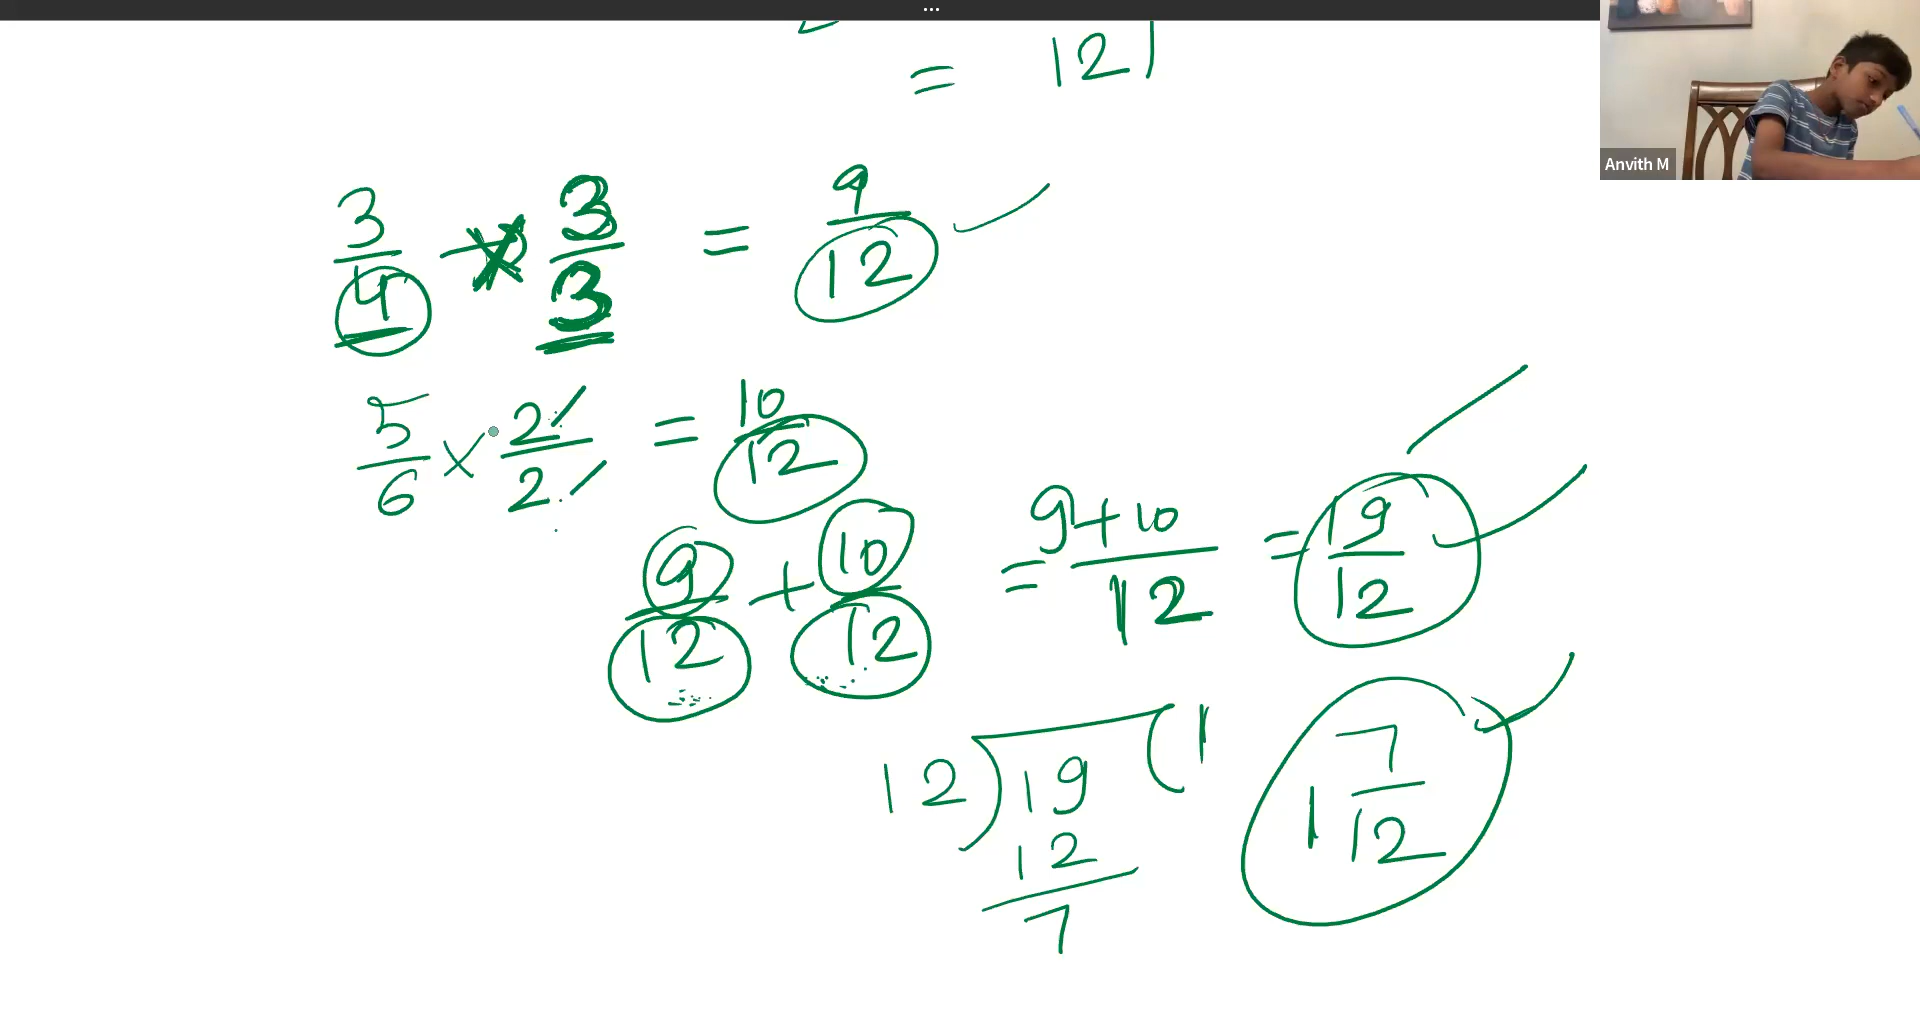 ...
= 12
Anvith M
3/4 × 3/3 = 9/12
5/6 × 2/2 = 10/12
9/12 + 10/12 = 9+10/12 = 19/12
12) 19 ( 1
12
7
1 7/12